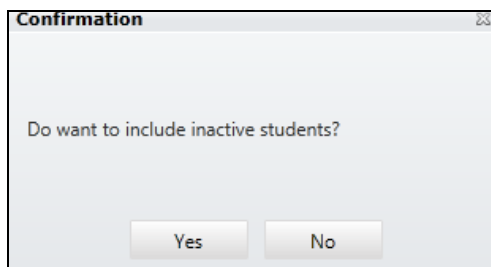 Confirmation
Do want to include inactive students?
Yes No